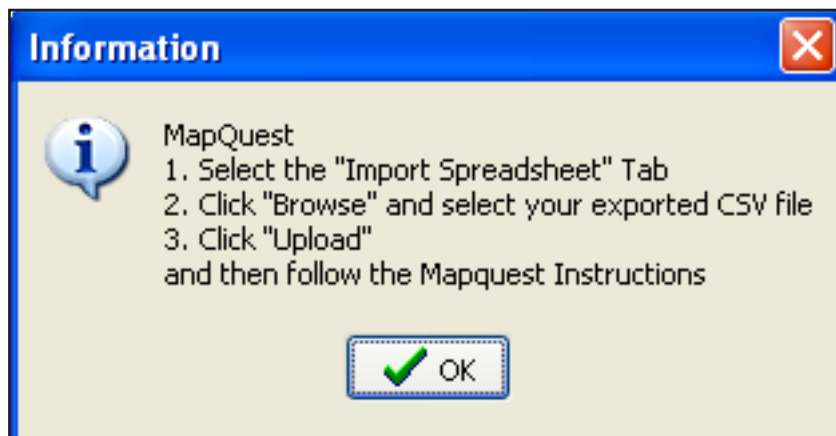 Information
MapQuest
1. Select the "Import Spreadsheet" Tab
2. Click "Browse" and select your exported CSV file
3. Click "Upload"
and then follow the Mapquest Instructions
OK